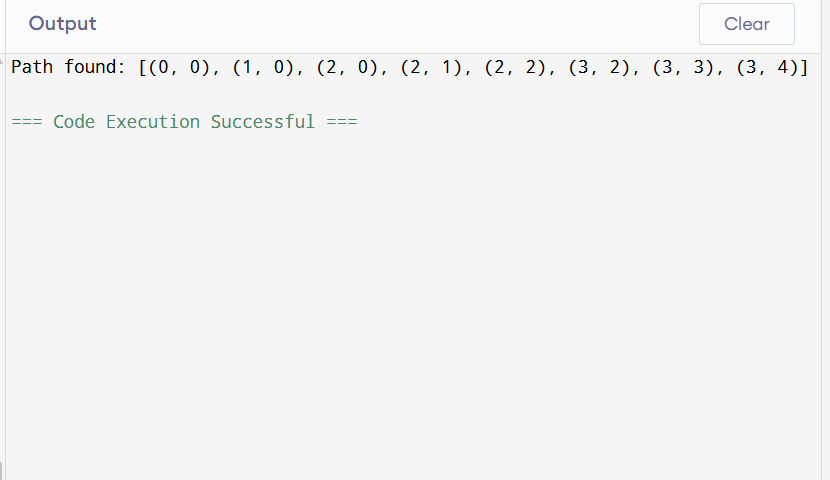 Output
Clear
Path found: [(0, 0), (1, 0), (2, 0), (2, 1), (2, 2), (3, 2), (3, 3), (3, 4)]
=== Code Execution Successful ===